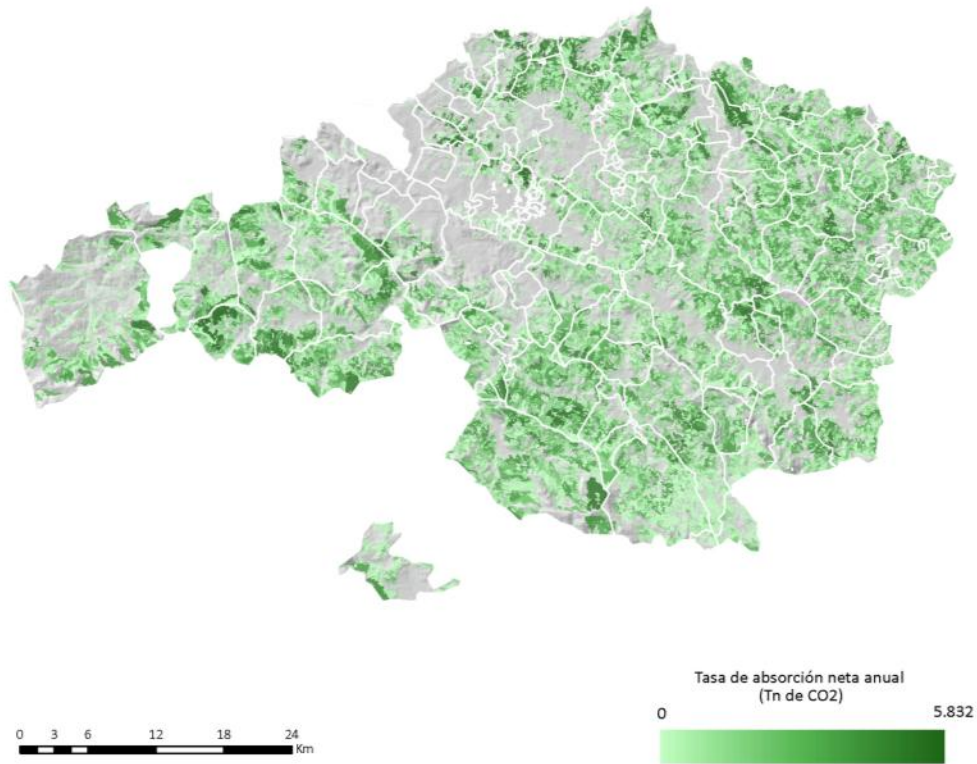 Tasa de absorción neta anual
(Tn de CO2)
0 5.832
0 3 6 12 18 24
Km